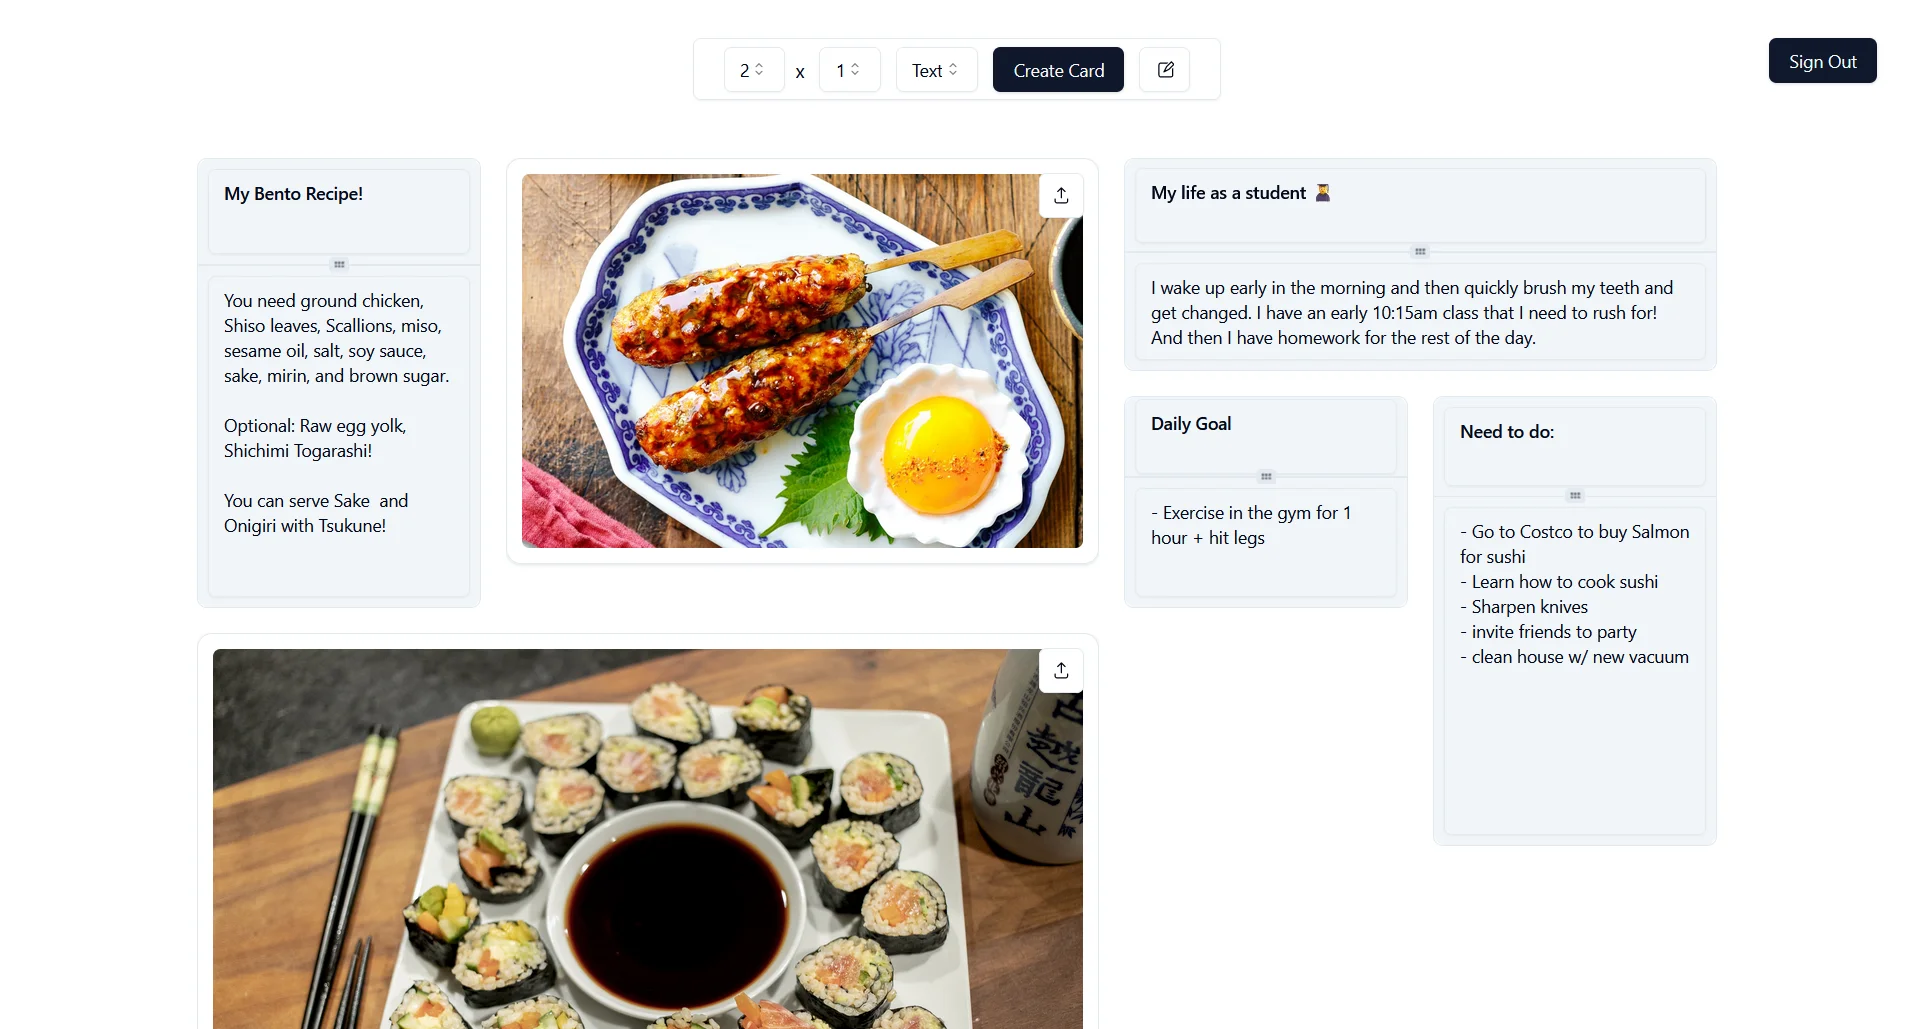 2 x 1 Text Create Card
Sign Out
My Bento Recipe!
You need ground chicken,
Shiso leaves, Scallions, miso,
sesame oil, salt, soy sauce,
sake, mirin, and brown sugar.
Optional: Raw egg yolk,
Shichimi Togarashi!
You can serve Sake  and
Onigiri with Tsukune!
My life as a student 👩‍🎓
I wake up early in the morning and then quickly brush my teeth and
get changed. I have an early 10:15am class that I need to rush for!
And then I have homework for the rest of the day.
Daily Goal
- Exercise in the gym for 1
hour + hit legs
Need to do:
- Go to Costco to buy Salmon
for sushi
- Learn how to cook sushi
- Sharpen knives
- invite friends to party
- clean house w/ new vacuum
古
越
龍
山